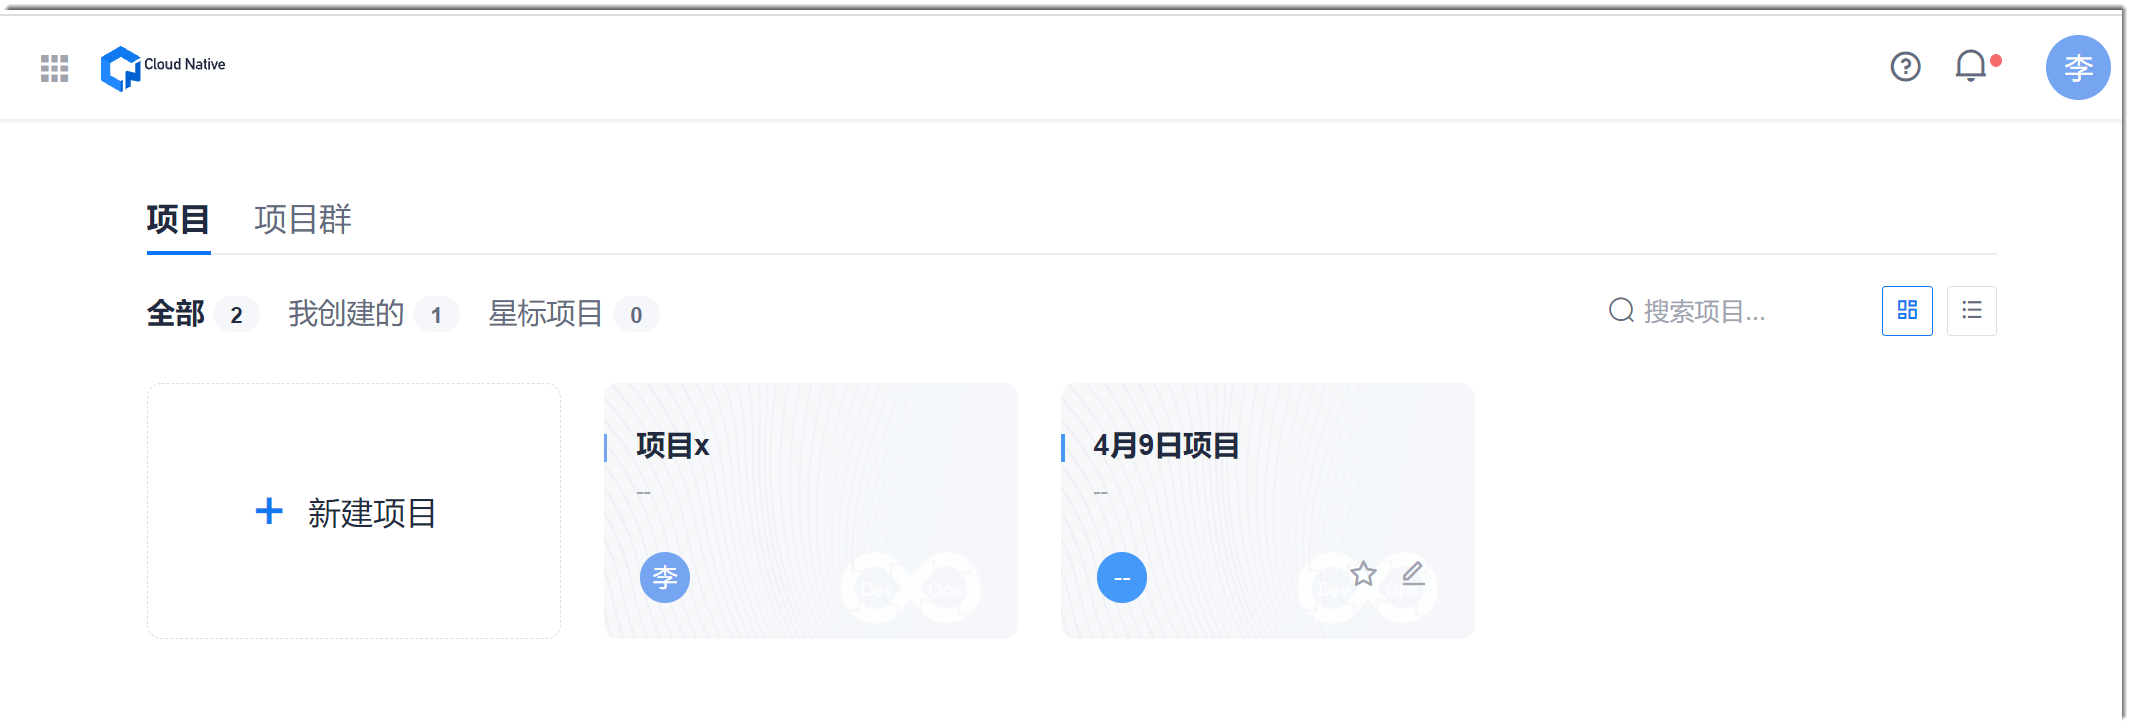 Cloud Native
李
项目 项目群
全部 2 我创建的 1 星标项目 0 搜索项目...
新建项目
项目x
--
李
Dev Ops
4月9日项目
--
--
Dev Ops